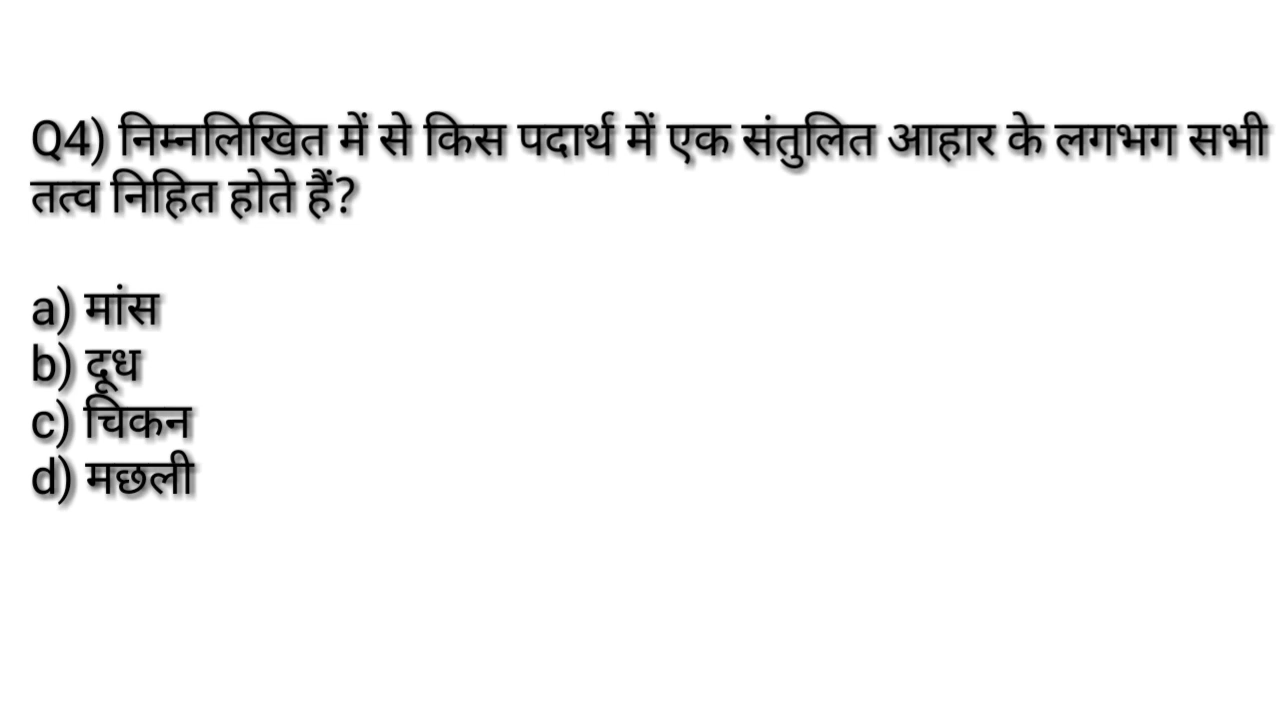 Q4) निम्नलिखित में से किस पदार्थ में एक संतुलित आहार के लगभग सभी
तत्व निहित होते हैं?
a) मांस
b) दूध
c) चिकन
d) मछली